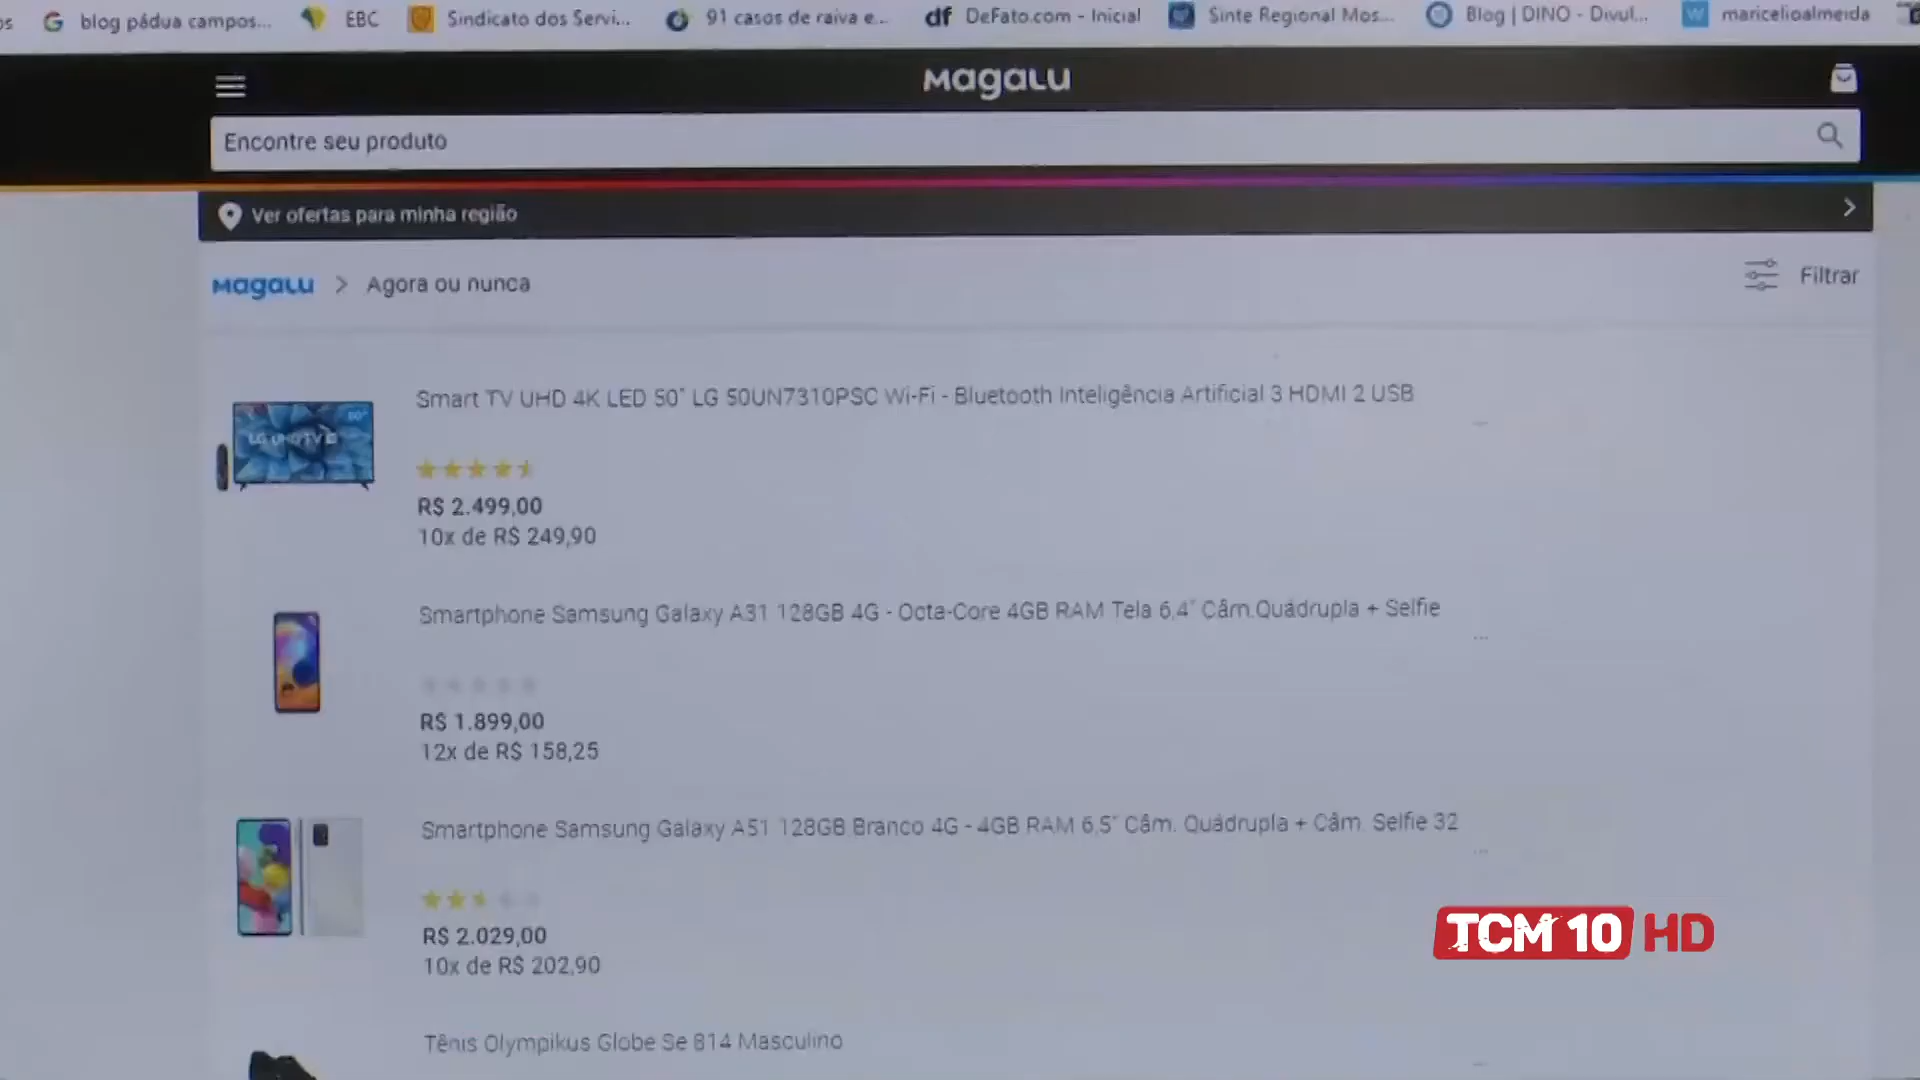 blog pádua campos...
EBC
Sindicato dos Servi...
91 casos de raiva e...
df DeFato.com - Inicial
Sinte Regional Mos...
Blog | DINO - Divul...
maricelioalmeida
Magalu
Encontre seu produto
Ver ofertas para minha região
Magalu > Agora ou nunca
Filtrar
Smart TV UHD 4K LED 50" LG 50UN7310PSC Wi-Fi - Bluetooth Inteligência Artificial 3 HDMI 2 USB
...
R$ 2.499,00
10x de R$ 249,90
Smartphone Samsung Galaxy A31 128GB 4G - Octa-Core 4GB RAM Tela 6,4" Câm.Quádrupla + Selfie
...
R$ 1.899,00
12x de R$ 158,25
Smartphone Samsung Galaxy A51 128GB Branco 4G - 4GB RAM 6,5" Câm. Quádrupla + Câm. Selfie 32
...
R$ 2.029,00
10x de R$ 202,90
TCM 10 HD
Tênis Olympikus Globe Se 814 Masculino